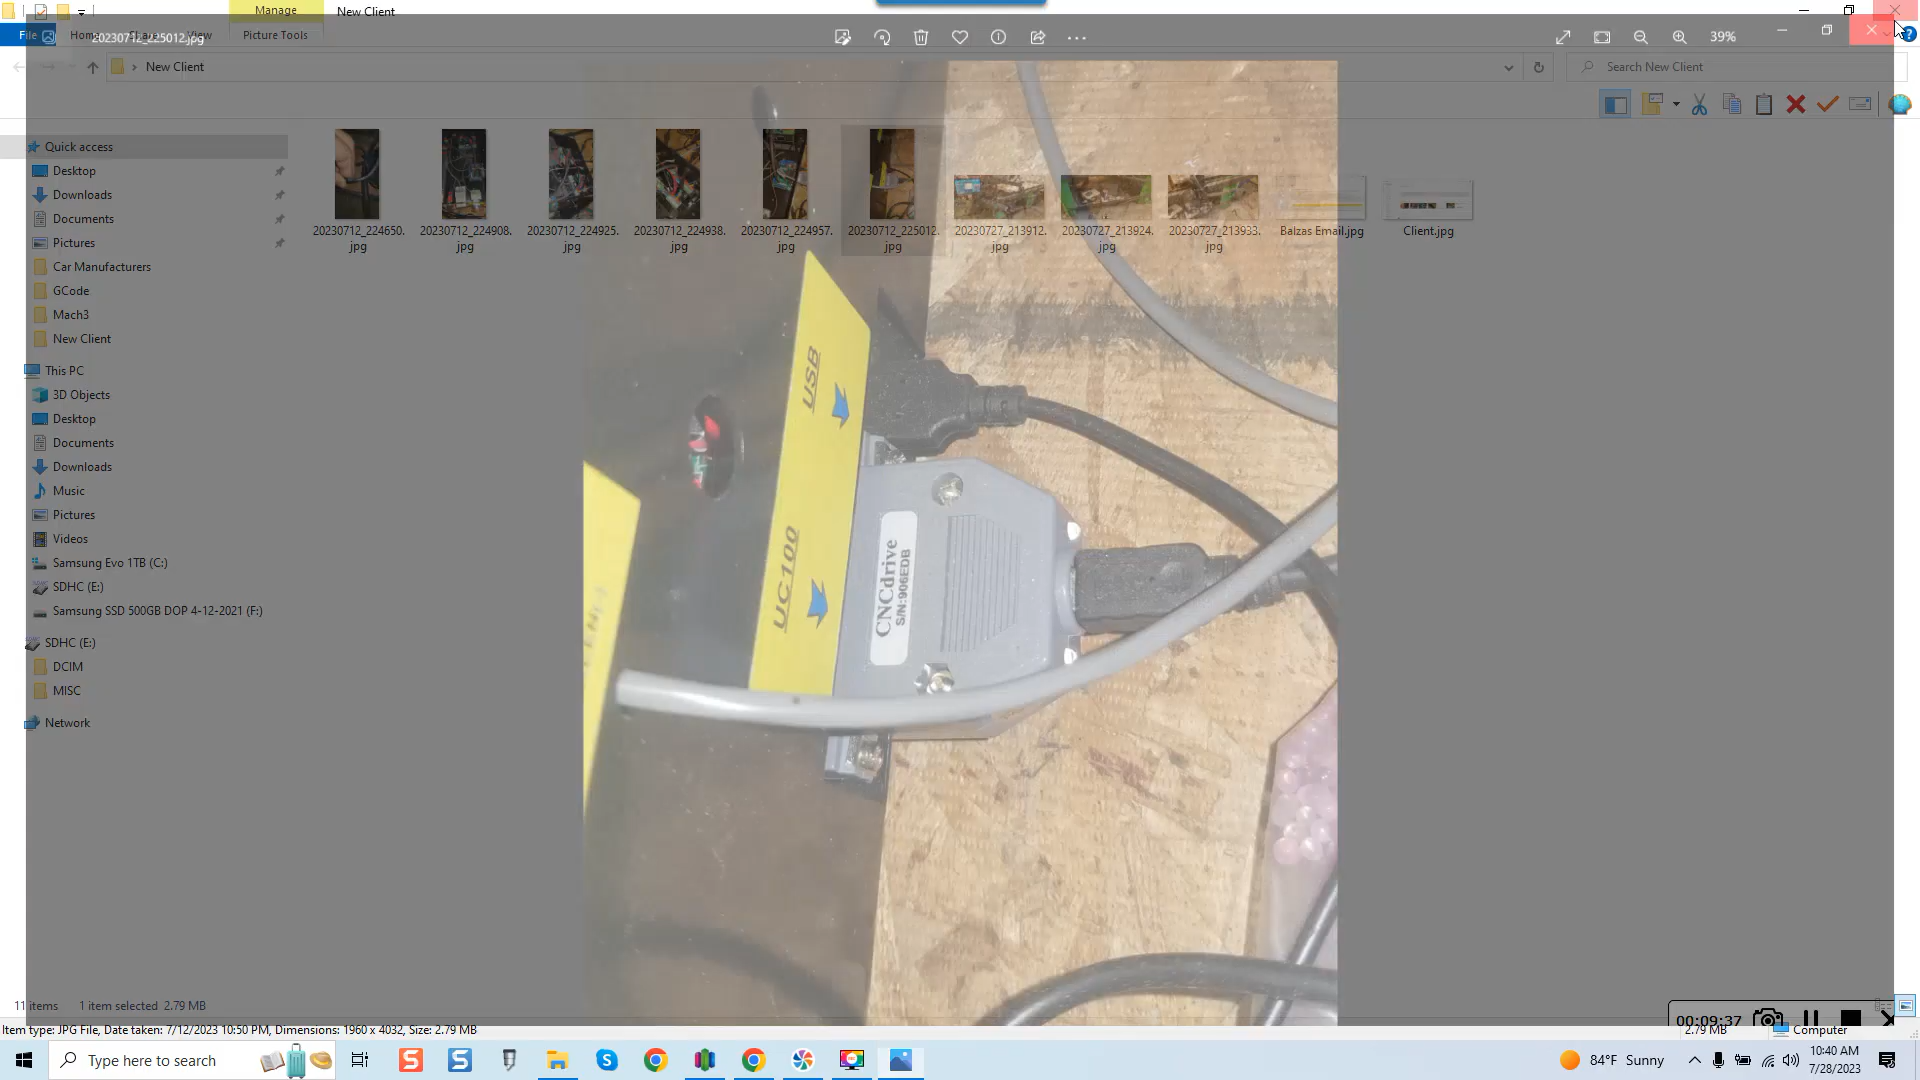 Manage
New Client
File
Home
Share
View
Picture Tools
20230712_225012.jpg
39%
New Client
Search New Client
Quick access
Desktop
Downloads
Documents
Pictures
Car Manufacturers
GCode
Mach3
New Client
This PC
3D Objects
Desktop
Documents
Downloads
Music
Pictures
Videos
Samsung Evo 1TB (C:)
SDHC (E:)
Samsung SSD 500GB DOP 4-12-2021 (F:)
SDHC (E:)
DCIM
MISC
Network
20230712_224650.
jpg
20230712_224908.
jpg
20230712_224925.
jpg
20230712_224938.
jpg
20230712_224957.
jpg
20230712_225012.
jpg
20230727_213912.
jpg
20230727_213924.
jpg
20230727_213933.
jpg
Balzas Email.jpg
Client.jpg
USB
UC100
CNCdrive
S/N:906EDB
11 items
1 item selected 2.79 MB
Item type: JPG File, Date taken: 7/12/2023 10:50 PM, Dimensions: 1960 x 4032, Size: 2.79 MB
00:09:37
2.79 MB
Computer
Type here to search
84°F Sunny
10:40 AM
7/28/2023